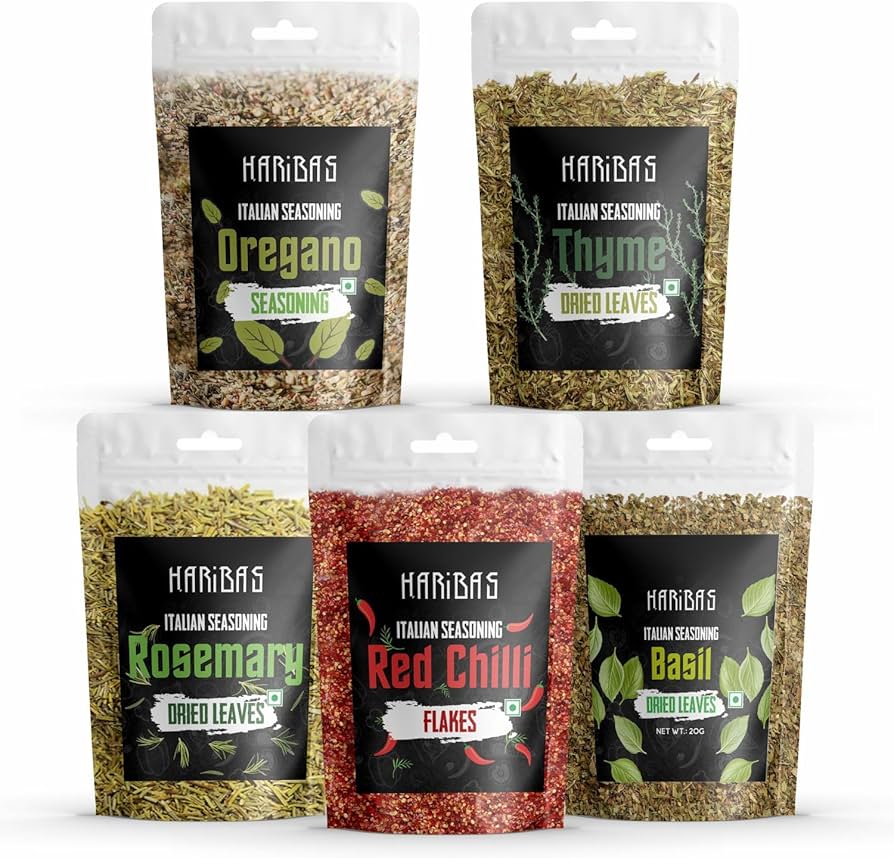 HARiBAS
ITALIAN SEASONING
Oregano
SEASONING
HARiBAS
ITALIAN SEASONING
Thyme
DRIED LEAVES
HARiBAS
ITALIAN SEASONING
Rosemary
DRIED LEAVES
HARiBAS
ITALIAN SEASONING
Red Chilli
FLAKES
HARiBAS
ITALIAN SEASONING
Basil
DRIED LEAVES
NET WT.: 20G